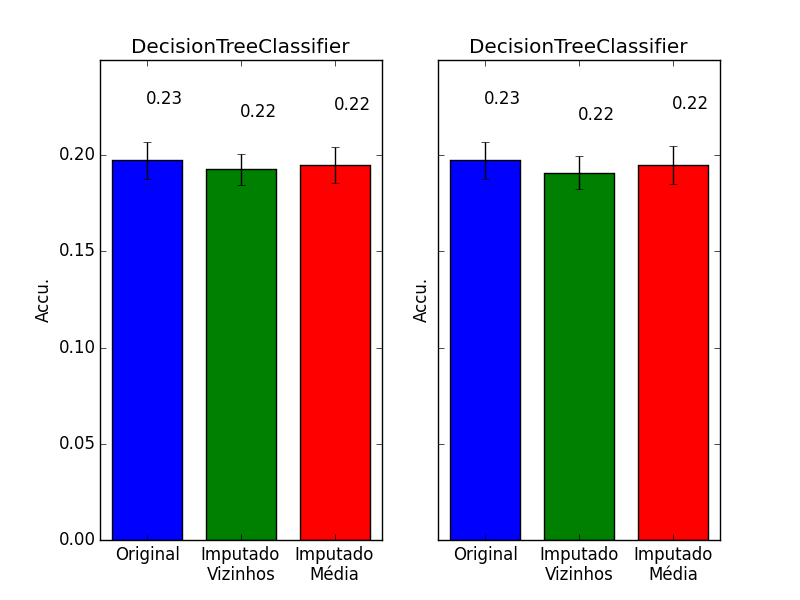 DecisionTreeClassifier
0.23
0.22
0.22
0.20
0.15
0.10
0.05
0.00
Accu.
Original
Imputado
Vizinhos
Imputado
Média
DecisionTreeClassifier
0.23
0.22
0.22
Accu.
Original
Imputado
Vizinhos
Imputado
Média